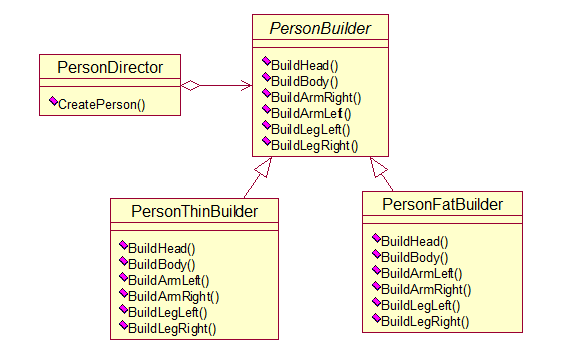 PersonBuilder
BuildHead()
BuildBody()
BuildArmRight()
BuildArmLeft()
BuildLegLeft()
BuildLegRight()
PersonDirector
CreatePerson()
PersonThinBuilder
BuildHead()
BuildBody()
BuildArmLeft()
BuildArmRight()
BuildLegLeft()
BuildLegRight()
PersonFatBuilder
BuildHead()
BuildBody()
BuildArmLeft()
BuildArmRight()
BuildLegLeft()
BuildLegRight()